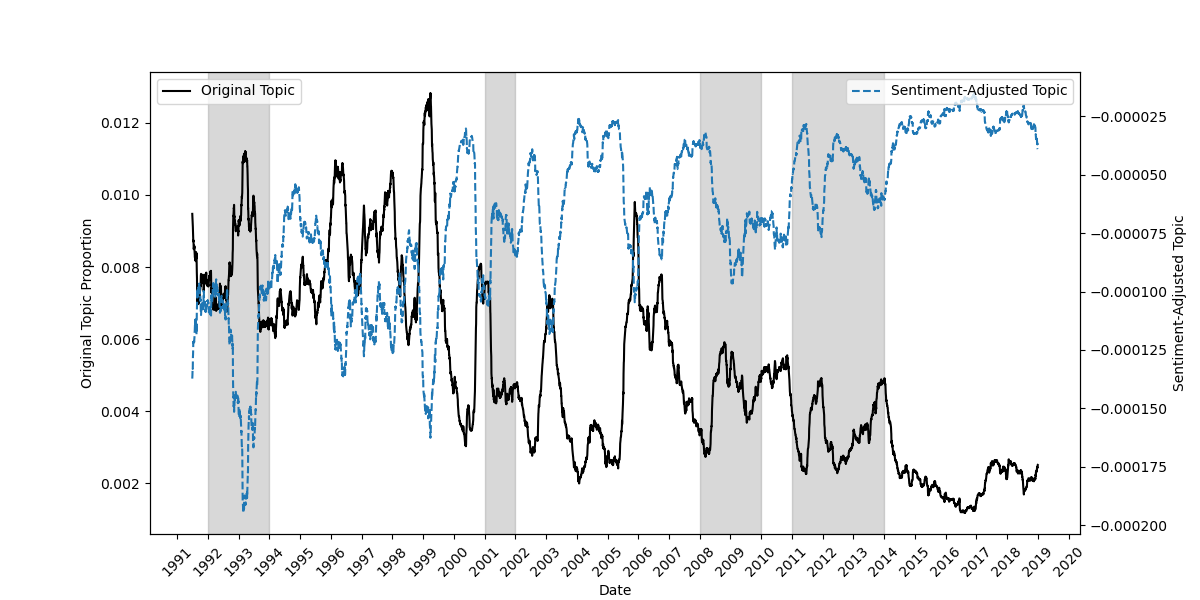 Original Topic
Sentiment-Adjusted Topic
0.012
0.010
0.008
0.006
0.004
0.002
Original Topic Proportion
−0.000025
−0.000050
−0.000075
−0.000100
−0.000125
−0.000150
−0.000175
−0.000200
Sentiment-Adjusted Topic
1991 1992 1993 1994 1995 1996 1997 1998 1999 2000 2001 2002 2003 2004 2005 2006 2007 2008 2009 2010 2011 2012 2013 2014 2015 2016 2017 2018 2019 2020
Date